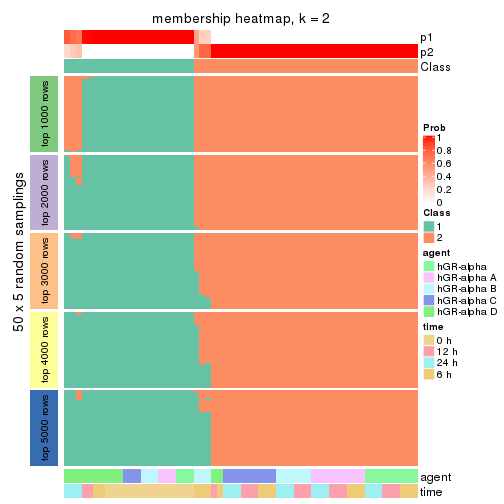 membership heatmap, k = 2
p1
p2
Class
50 x 5 random samplings
top 1000 rows
top 2000 rows
top 3000 rows
top 4000 rows
top 5000 rows
Prob
1
0.8
0.6
0.4
0.2
0
Class
1
2
agent
hGR-alpha
hGR-alpha A
hGR-alpha B
hGR-alpha C
hGR-alpha D
time
0 h
12 h
24 h
6 h
agent
time